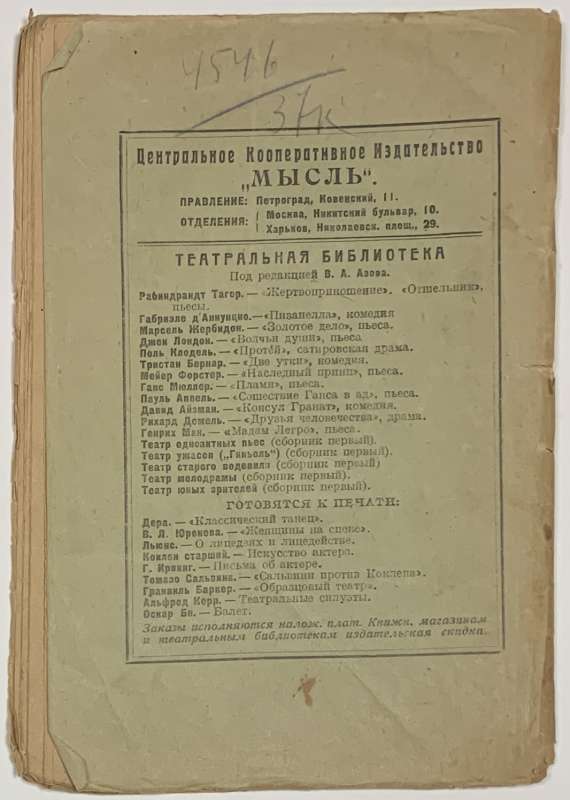 4546
37к
Центральное Кооперативное Издательство
„МЫСЛЬ“.
ПРАВЛЕНИЕ: Петроград, Ковенский, 11.
ОТДЕЛЕНИЯ: Москва, Никитский бульвар, 10.
Харьков, Николаевск. площ., 29.
ТЕАТРАЛЬНАЯ БИБЛИОТЕКА
Под редакцией В. А. Азова.
Рабиндрандт Тагор. — «Жертвоприношение». «Отшельник»,
пьесы.
Габриэле д'Аннунцио. — «Пизанелла», комедия
Марсель Жербидон. — «Золотое дело», пьеса.
Джек Лондон. — «Волчьи души», пьеса
Поль Клодель. — «Протей», сатировская драма.
Тристан Бернар. — «Две утки», комедия.
Мейер Ферстер. — «Наследный принц», пьеса.
Ганс Мюллер. — «Пламя», пьеса.
Пауль Аппель. — «Сошествие Ганса в ад», пьеса.
Давид Айзман. — «Консул Гранат», комедия.
Рихард Демель. — «Друзья человечества», драма.
Генрих Ман. — «Мадам Легро», пьеса.
Театр одноактных пьес (сборник первый).
Театр ужасов („Гиньоль“) (сборник первый).
Театр старого водевиля (сборник первый)
Театр мелодрамы (сборник первый).
Театр юных зрителей (сборник первый).
ГОТОВЯТСЯ К ПЕЧАТИ:
Дера. — «Классический танец».
В. Л. Юренева. — «Женщины на сцене».
Льюис. — О лицедеях и лицедействе.
Коклен старший. — Искусство актера.
Г. Ирвинг. — Письма об актере.
Томазо Сальвини. — «Сальвини против Коклена».
Гранвиль Баркер. — «Образцовый театр».
Альфред Керр. — Театральные силуэты.
Оскар Би. — Балет.
Заказы исполняются налож. плат. Книжн. магазинам
и театральным библиотекам издательская скидка.